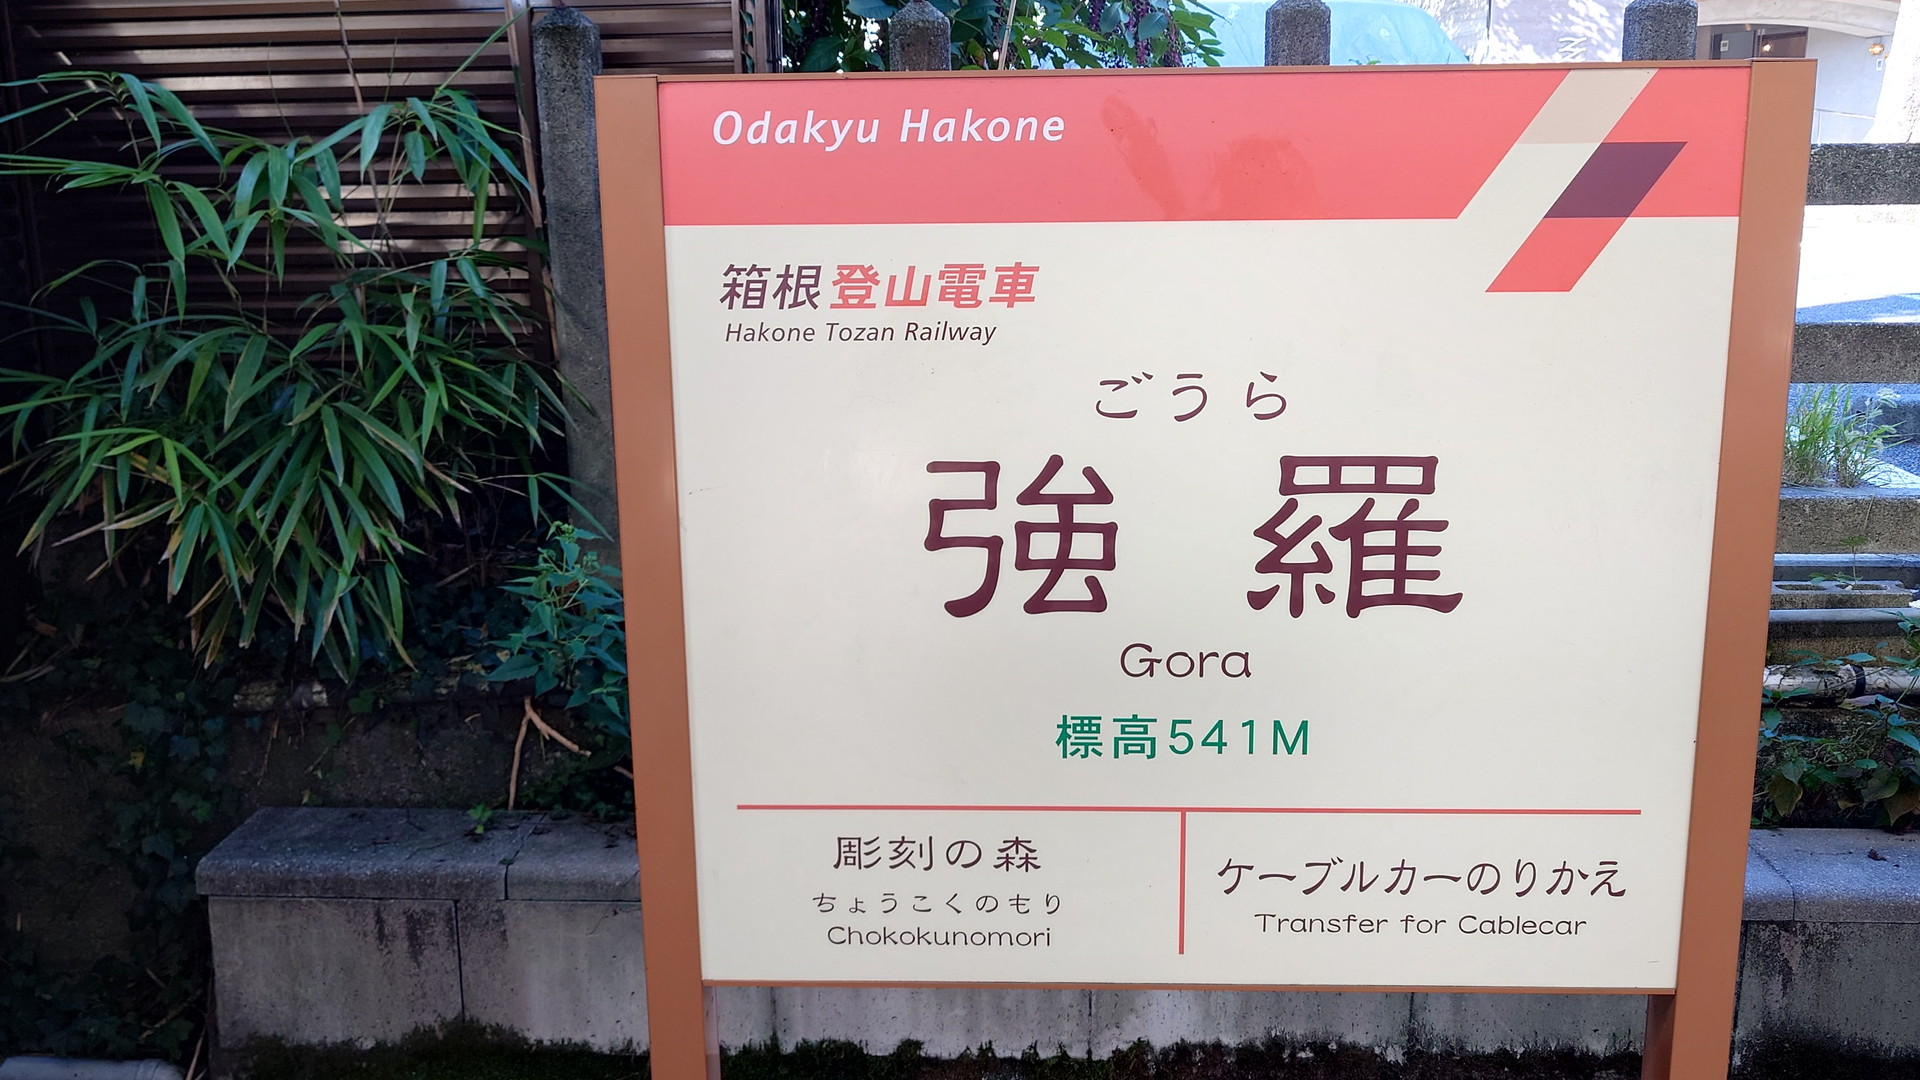 Odakyu Hakone
箱根登山電車
Hakone Tozan Railway
ごうら
強羅
Gora
標高541M
彫刻の森
ちょうこくのもり
Chokokunomori
ケーブルカーのりかえ
Transfer for Cablecar